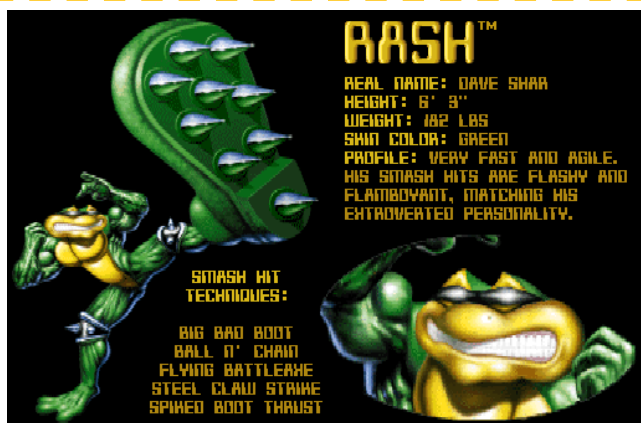 RASH™
REAL NAME: DAVE SHAR
HEIGHT: 6' 3"
WEIGHT: 182 LBS
SKIN COLOR: GREEN
PROFILE: VERY FAST AND AGILE.
HIS SMASH HITS ARE FLASHY AND
FLAMBOYANT, MATCHING HIS
EXTROVERTED PERSONALITY.
SMASH HIT
TECHNIQUES:
BIG BAD BOOT
BALL N' CHAIN
FLYING BATTLEAXE
STEEL CLAW STRIKE
SPIKED BOOT THRUST